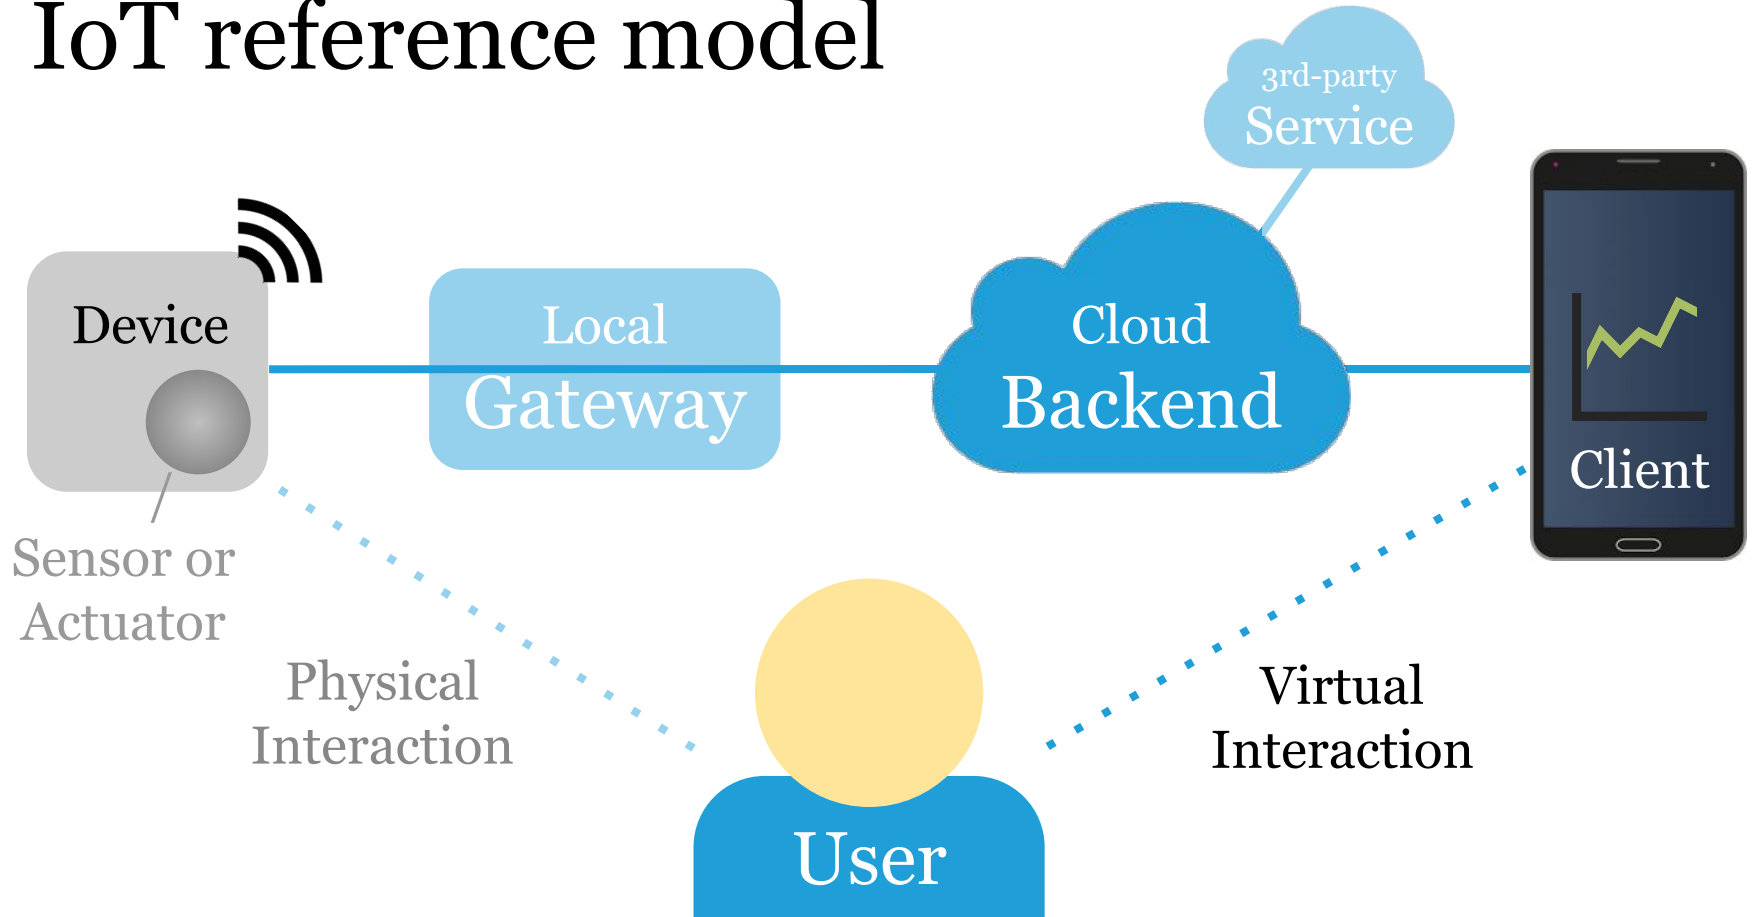 IoT reference model
3rd-party
Service
Device
Local
Gateway
Cloud
Backend
Client
Sensor or
Actuator
Physical
Interaction
Virtual
Interaction
User